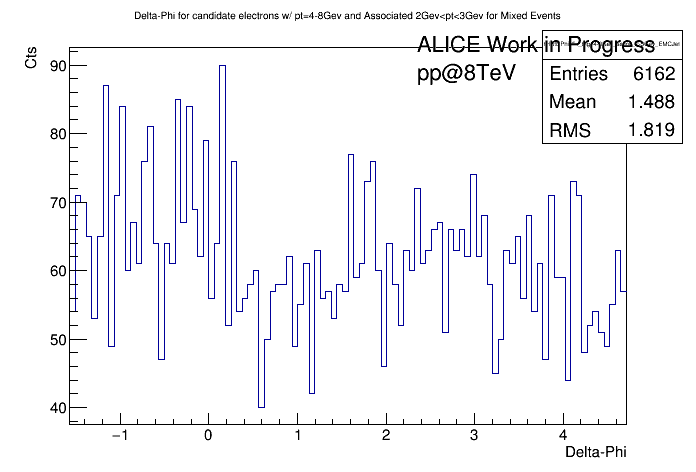 Delta-Phi for candidate electrons w/ pt=4-8Gev and Associated 2Gev<pt<3Gev for Mixed Events
Cts
ALICE Work in Progress
pp@8TeV
Entries 6162
Mean 1.488
RMS 1.819
90
80
70
60
50
40
−1 0 1 2 3 4
Delta-Phi